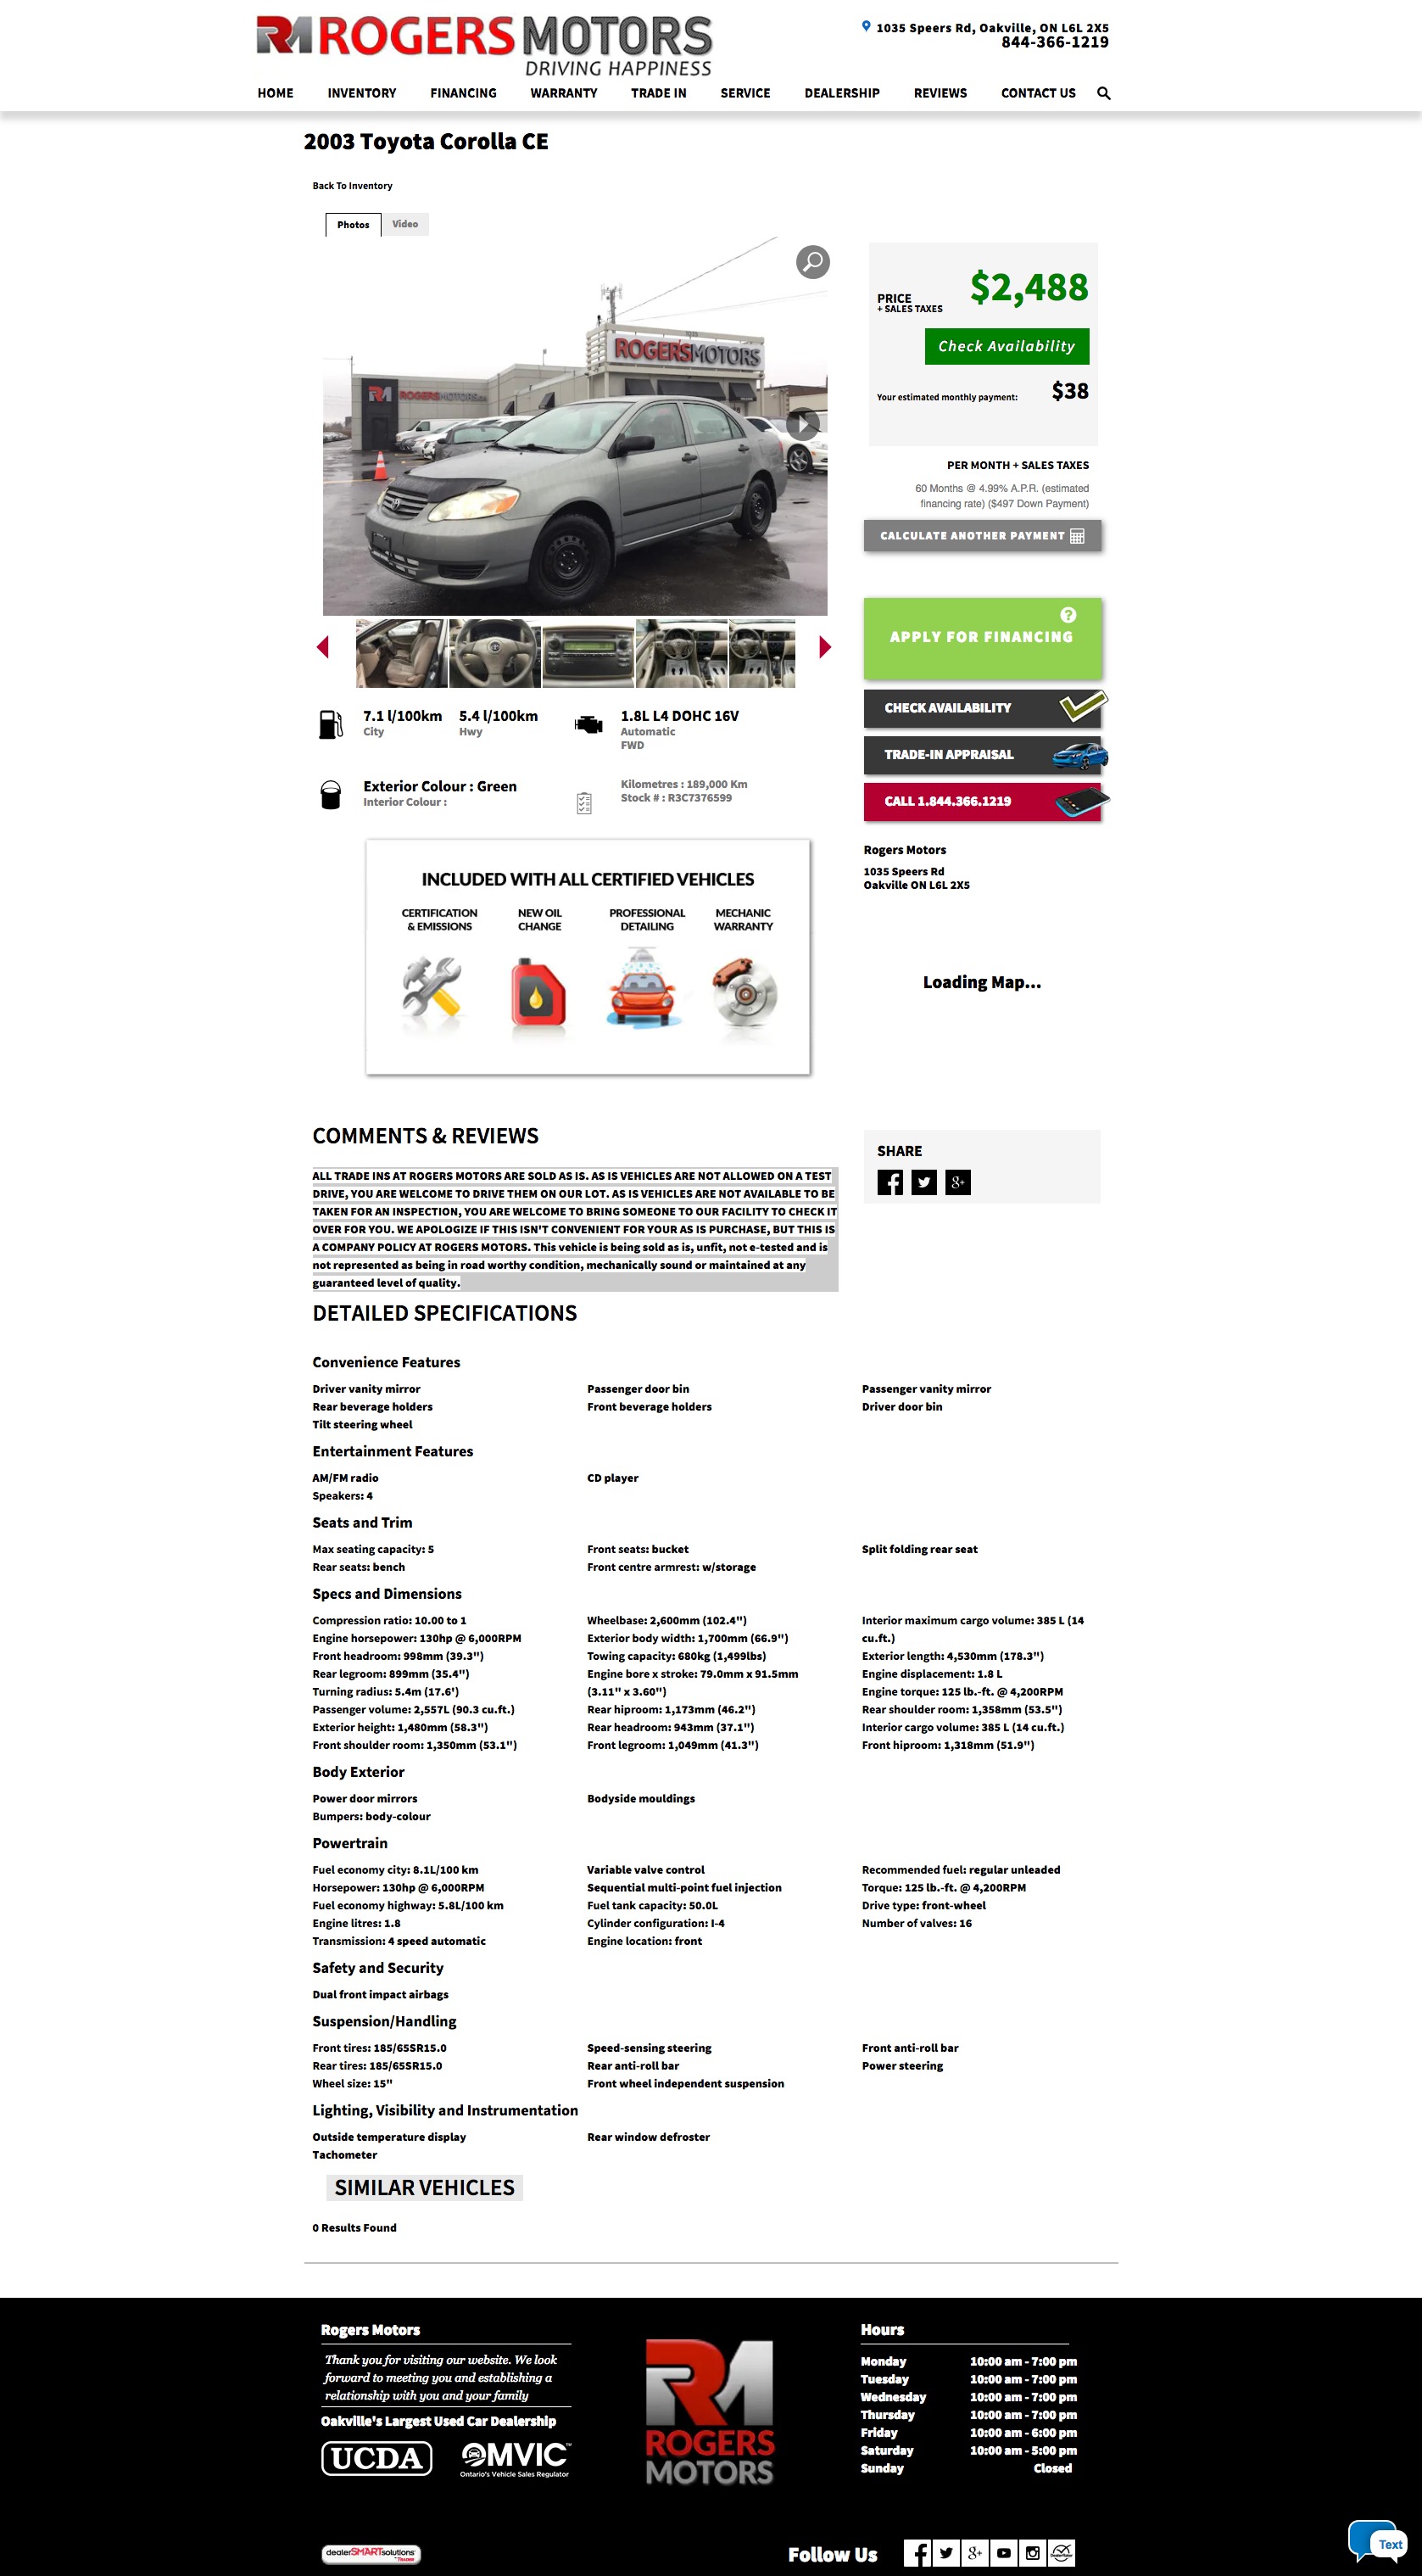 RM ROGERS MOTORS
DRIVING HAPPINESS
1035 Speers Rd, Oakville, ON L6L 2X5
844-366-1219
HOME INVENTORY FINANCING WARRANTY TRADE IN SERVICE DEALERSHIP REVIEWS CONTACT US
2003 Toyota Corolla CE
Back To Inventory
Photos Video
ROGERSMOTORS
RM ROGERSMOTORS
PRICE
+ SALES TAXES
$2,488
Check Availability
Your estimated monthly payment: $38
PER MONTH + SALES TAXES
60 Months @ 4.99% A.P.R. (estimated
financing rate) ($497 Down Payment)
CALCULATE ANOTHER PAYMENT
?
APPLY FOR FINANCING
CHECK AVAILABILITY
TRADE-IN APPRAISAL
CALL 1.844.366.1219
Rogers Motors
1035 Speers Rd
Oakville ON L6L 2X5
Loading Map...
7.1 l/100km 5.4 l/100km
City Hwy
1.8L L4 DOHC 16V
Automatic
FWD
Exterior Colour : Green
Interior Colour :
Kilometres : 189,000 Km
Stock # : R3C7376599
INCLUDED WITH ALL CERTIFIED VEHICLES
CERTIFICATION
& EMISSIONS
NEW OIL
CHANGE
PROFESSIONAL
DETAILING
MECHANIC
WARRANTY
COMMENTS & REVIEWS
ALL TRADE INS AT ROGERS MOTORS ARE SOLD AS IS. AS IS VEHICLES ARE NOT ALLOWED ON A TEST
DRIVE, YOU ARE WELCOME TO DRIVE THEM ON OUR LOT. AS IS VEHICLES ARE NOT AVAILABLE TO BE
TAKEN FOR AN INSPECTION, YOU ARE WELCOME TO BRING SOMEONE TO OUR FACILITY TO CHECK IT
OVER FOR YOU. WE APOLOGIZE IF THIS ISN'T CONVENIENT FOR YOUR AS IS PURCHASE, BUT THIS IS
A COMPANY POLICY AT ROGERS MOTORS. This vehicle is being sold as is, unfit, not e-tested and is
not represented as being in road worthy condition, mechanically sound or maintained at any
guaranteed level of quality.
SHARE
DETAILED SPECIFICATIONS
Convenience Features
Driver vanity mirror Passenger door bin Passenger vanity mirror
Rear beverage holders Front beverage holders Driver door bin
Tilt steering wheel
Entertainment Features
AM/FM radio CD player
Speakers: 4
Seats and Trim
Max seating capacity: 5 Front seats: bucket Split folding rear seat
Rear seats: bench Front centre armrest: w/storage
Specs and Dimensions
Compression ratio: 10.00 to 1
Engine horsepower: 130hp @ 6,000RPM
Front headroom: 998mm (39.3")
Rear legroom: 899mm (35.4")
Turning radius: 5.4m (17.6')
Passenger volume: 2,557L (90.3 cu.ft.)
Exterior height: 1,480mm (58.3")
Front shoulder room: 1,350mm (53.1")
Wheelbase: 2,600mm (102.4")
Exterior body width: 1,700mm (66.9")
Towing capacity: 680kg (1,499lbs)
Engine bore x stroke: 79.0mm x 91.5mm
(3.11" x 3.60")
Rear hiproom: 1,173mm (46.2")
Rear headroom: 943mm (37.1")
Front legroom: 1,049mm (41.3")
Interior maximum cargo volume: 385 L (14
cu.ft.)
Exterior length: 4,530mm (178.3")
Engine displacement: 1.8 L
Engine torque: 125 lb.-ft. @ 4,200RPM
Rear shoulder room: 1,358mm (53.5")
Interior cargo volume: 385 L (14 cu.ft.)
Front hiproom: 1,318mm (51.9")
Body Exterior
Power door mirrors Bodyside mouldings
Bumpers: body-colour
Powertrain
Fuel economy city: 8.1L/100 km Variable valve control Recommended fuel: regular unleaded
Horsepower: 130hp @ 6,000RPM Sequential multi-point fuel injection Torque: 125 lb.-ft. @ 4,200RPM
Fuel economy highway: 5.8L/100 km Fuel tank capacity: 50.0L Drive type: front-wheel
Engine litres: 1.8 Cylinder configuration: I-4 Number of valves: 16
Transmission: 4 speed automatic Engine location: front
Safety and Security
Dual front impact airbags
Suspension/Handling
Front tires: 185/65SR15.0 Speed-sensing steering Front anti-roll bar
Rear tires: 185/65SR15.0 Rear anti-roll bar Power steering
Wheel size: 15" Front wheel independent suspension
Lighting, Visibility and Instrumentation
Outside temperature display Rear window defroster
Tachometer
SIMILAR VEHICLES
0 Results Found
Rogers Motors
Thank you for visiting our website. We look
forward to meeting you and establishing a
relationship with you and your family
Oakville's Largest Used Car Dealership
UCDA
OMVIC
Ontario's Vehicle Sales Regulator
RM
ROGERS
MOTORS
Hours
Monday 10:00 am - 7:00 pm
Tuesday 10:00 am - 7:00 pm
Wednesday 10:00 am - 7:00 pm
Thursday 10:00 am - 7:00 pm
Friday 10:00 am - 6:00 pm
Saturday 10:00 am - 5:00 pm
Sunday Closed
dealerSMARTsolutions
Follow Us
Text